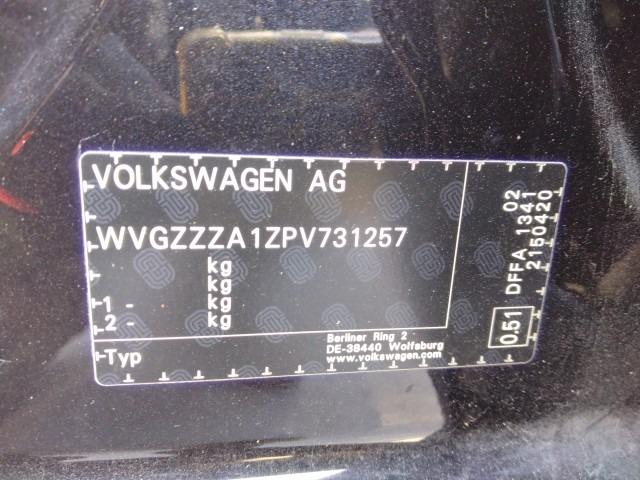 VOLKSWAGEN AG
WVGZZZA1ZPV731257
kg
kg
1 - kg
2 - kg
Typ
Berliner Ring 2
DE-38440 Wolfsburg
www.volkswagen.com
0.51
DFFA 1341 02
2150420